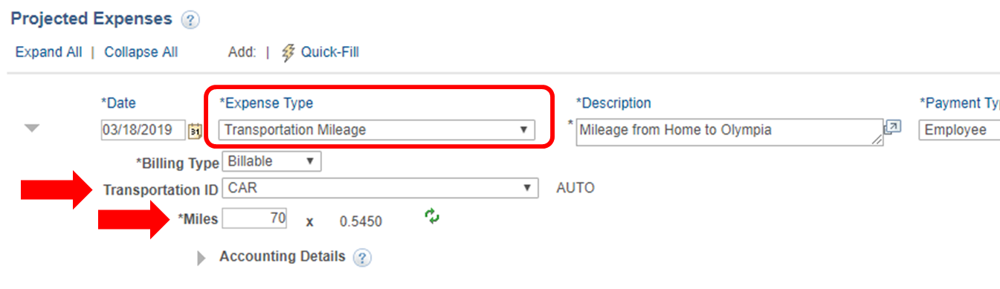 Projected Expenses ?
Expand All | Collapse All Add: | Quick-Fill
*Date *Expense Type *Description *Payment Ty
03/18/2019 31 Transportation Mileage * Mileage from Home to Olympia Employee
*Billing Type Billable
Transportation ID CAR AUTO
*Miles 70 x 0.5450
Accounting Details ?